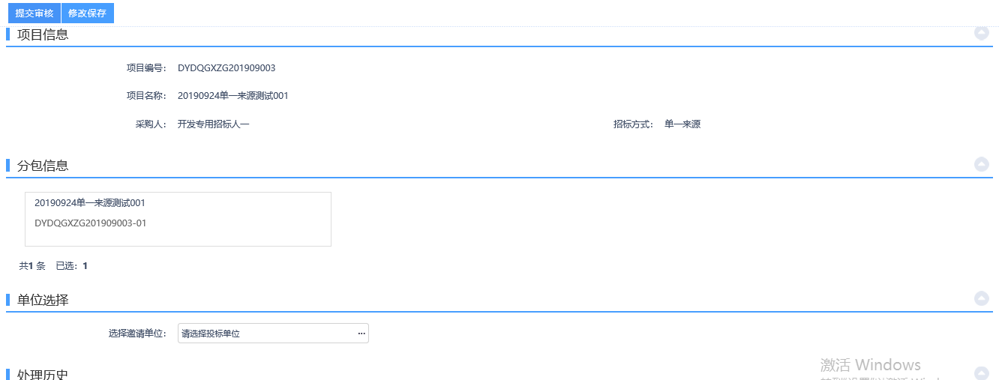 提交审核 修改保存
项目信息
项目编号： DYDQGXZG201909003
项目名称： 20190924单一来源测试001
采购人： 开发专用招标人一 招标方式： 单一来源
分包信息
20190924单一来源测试001
DYDQGXZG201909003-01
共1 条 已选：1
单位选择
选择邀请单位： 请选择投标单位 ...
处理历史
激活 Windows